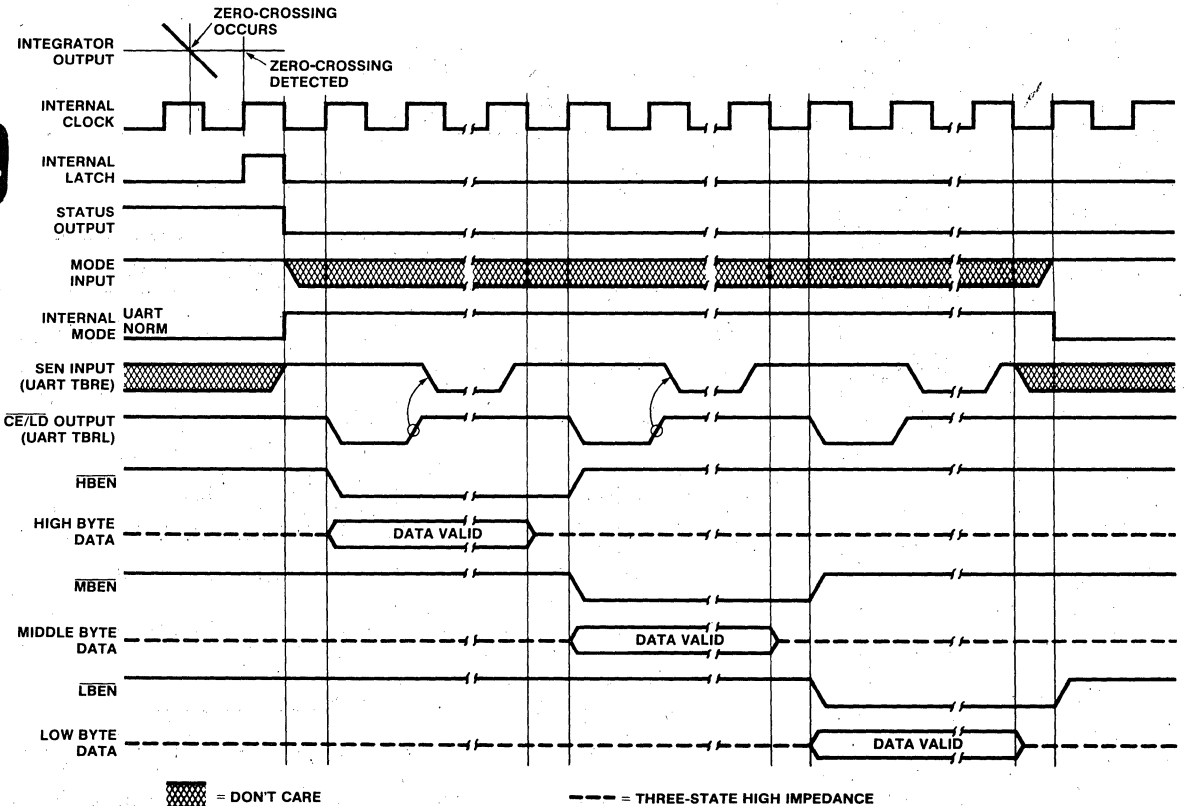 ZERO-CROSSING
OCCURS
INTEGRATOR
OUTPUT
ZERO-CROSSING
DETECTED
INTERNAL
CLOCK
INTERNAL
LATCH
STATUS
OUTPUT
MODE
INPUT
INTERNAL
MODE
UART
NORM
SEN INPUT
(UART TBRE)
CE/LD OUTPUT
(UART TBRL)
HBEN
HIGH BYTE
DATA
DATA VALID
MBEN
MIDDLE BYTE
DATA
DATA VALID
LBEN
LOW BYTE
DATA
DATA VALID
= DON'T CARE
= THREE-STATE HIGH IMPEDANCE